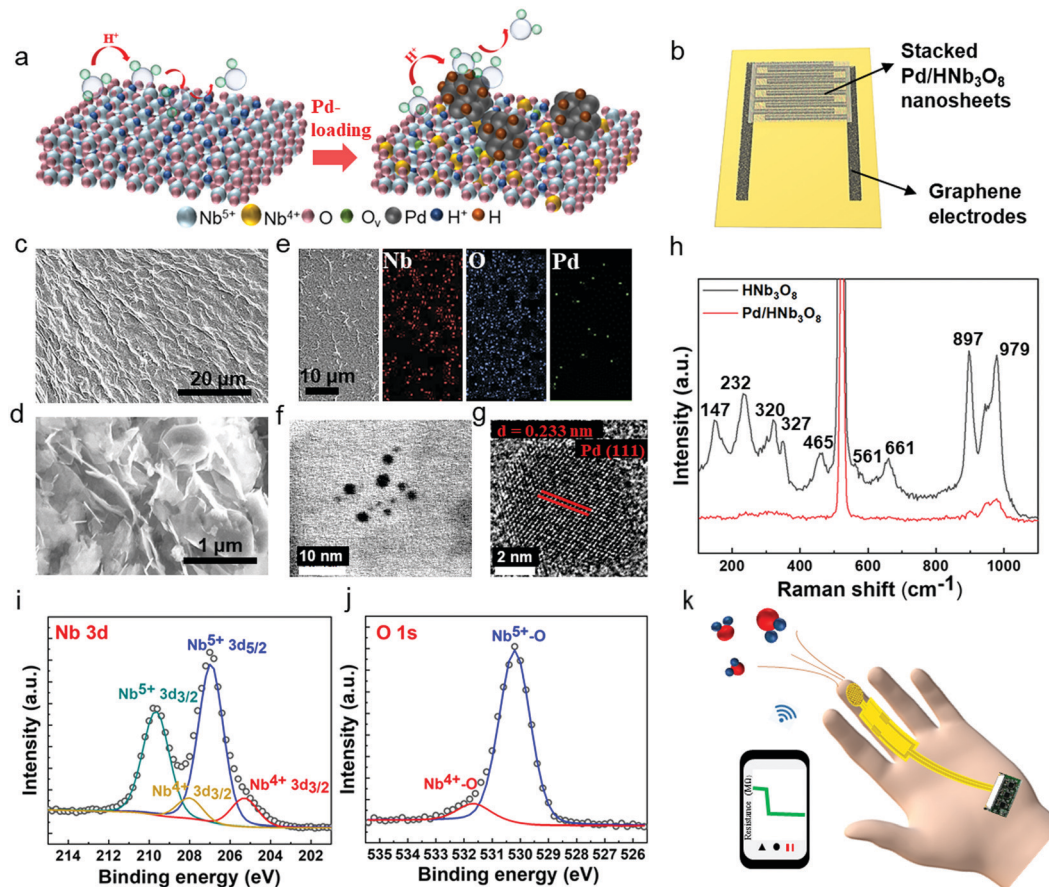 a
H⁺
Pd-
loading
H⁺
Nb⁵⁺ Nb⁴⁺ O Oᵥ Pd H⁺ H
b
Stacked
Pd/HNb₃O₈
nanosheets
Graphene
electrodes
c
20 µm
d
1 µm
e
10 µm
Nb
O
Pd
f
10 nm
g
d = 0.233 nm
Pd (111)
2 nm
h
HNb₃O₈
Pd/HNb₃O₈
147
232
320
327
465
561
661
897
979
Intensity (a.u.)
200 400 600 800 1000
Raman shift (cm⁻¹)
i
Nb 3d
Nb⁵⁺ 3d5/2
Nb⁵⁺ 3d3/2
Nb⁴⁺ 3d3/2
Nb⁴⁺ 3d3/2
Intensity (a.u.)
214 212 210 208 206 204 202
Binding energy (eV)
j
O 1s
Nb⁵⁺-O
Nb⁴⁺-O
Intensity (a.u.)
535 534 533 532 531 530 529 528 527 526
Binding energy (eV)
k
Resistance (MΩ)